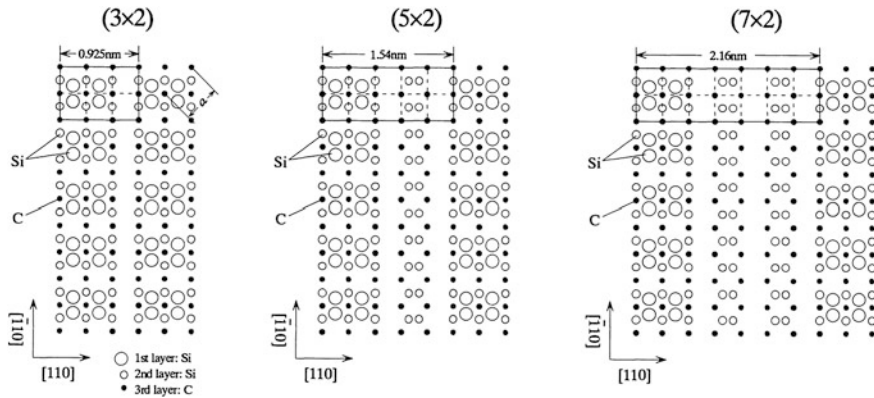 (3×2)
0.925nm
a
Si
C
[1̄10]
[110]
1st layer: Si
2nd layer: Si
3rd layer: C
(5×2)
1.54nm
Si
C
[1̄10]
[110]
(7×2)
2.16nm
Si
C
[1̄10]
[110]